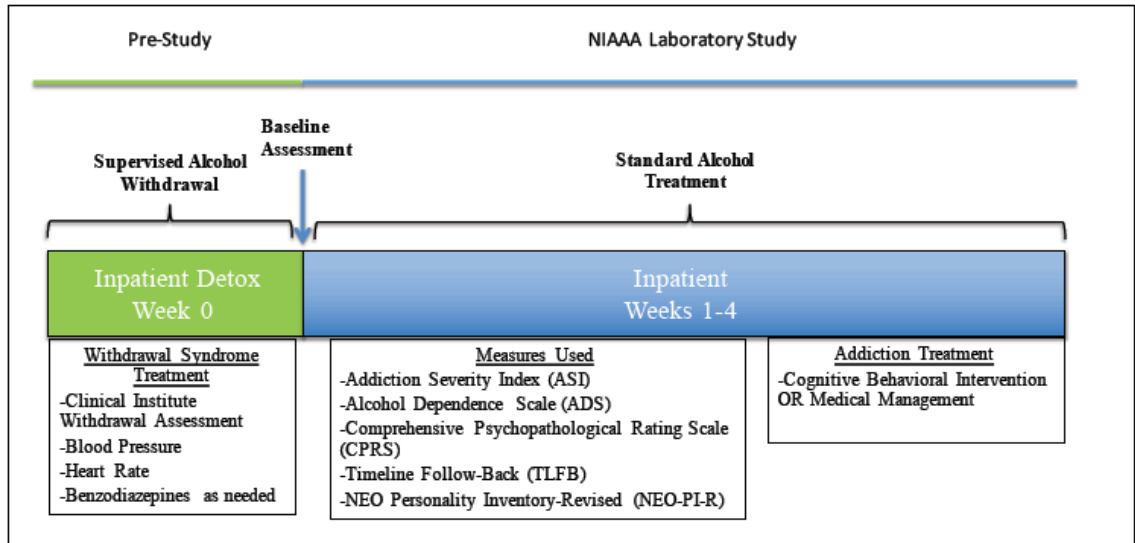 Pre-Study
NIAAA Laboratory Study
Baseline
Assessment
Supervised Alcohol
Withdrawal
Standard Alcohol
Treatment
Inpatient Detox
Week 0
Inpatient
Weeks 1-4
Withdrawal Syndrome
Treatment
-Clinical Institute
Withdrawal Assessment
-Blood Pressure
-Heart Rate
-Benzodiazepines as needed
Measures Used
-Addiction Severity Index (ASI)
-Alcohol Dependence Scale (ADS)
-Comprehensive Psychopathological Rating Scale
(CPRS)
-Timeline Follow-Back (TLFB)
-NEO Personality Inventory-Revised (NEO-PI-R)
Addiction Treatment
-Cognitive Behavioral Intervention
OR Medical Management